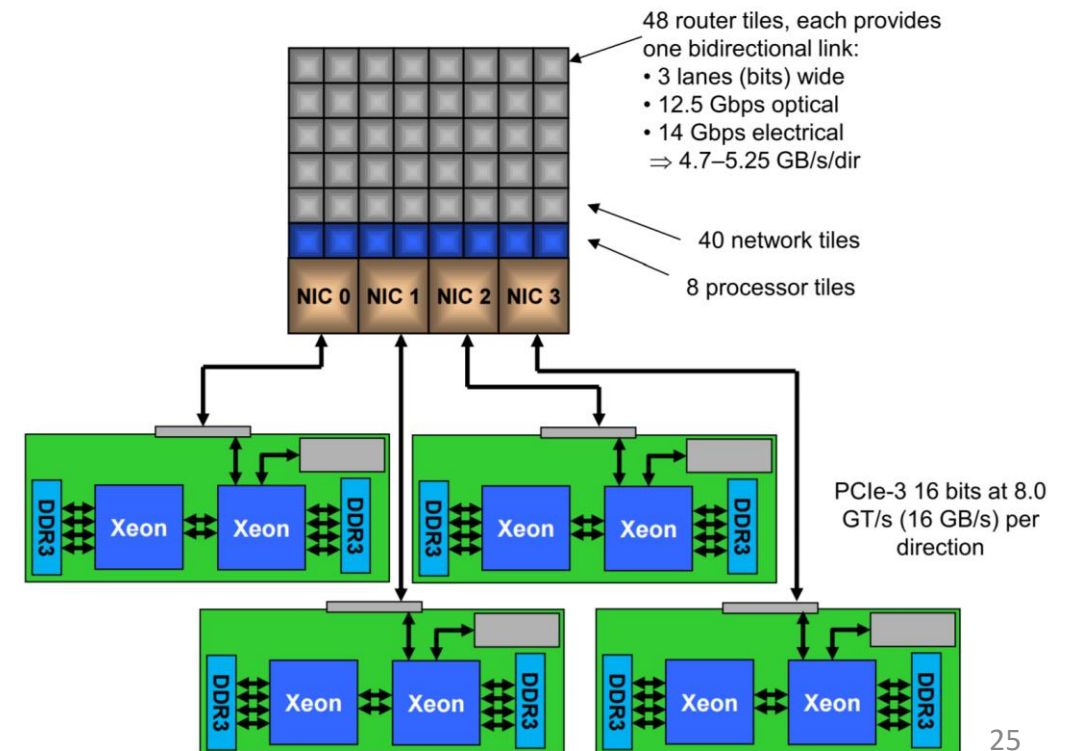 48 router tiles, each provides
one bidirectional link:
• 3 lanes (bits) wide
• 12.5 Gbps optical
• 14 Gbps electrical
⇒ 4.7–5.25 GB/s/dir
40 network tiles
8 processor tiles
NIC 0 NIC 1 NIC 2 NIC 3
DDR3 Xeon Xeon DDR3
DDR3 Xeon Xeon DDR3
PCIe-3 16 bits at 8.0
GT/s (16 GB/s) per
direction
DDR3 Xeon Xeon DDR3
DDR3 Xeon Xeon DDR3
25